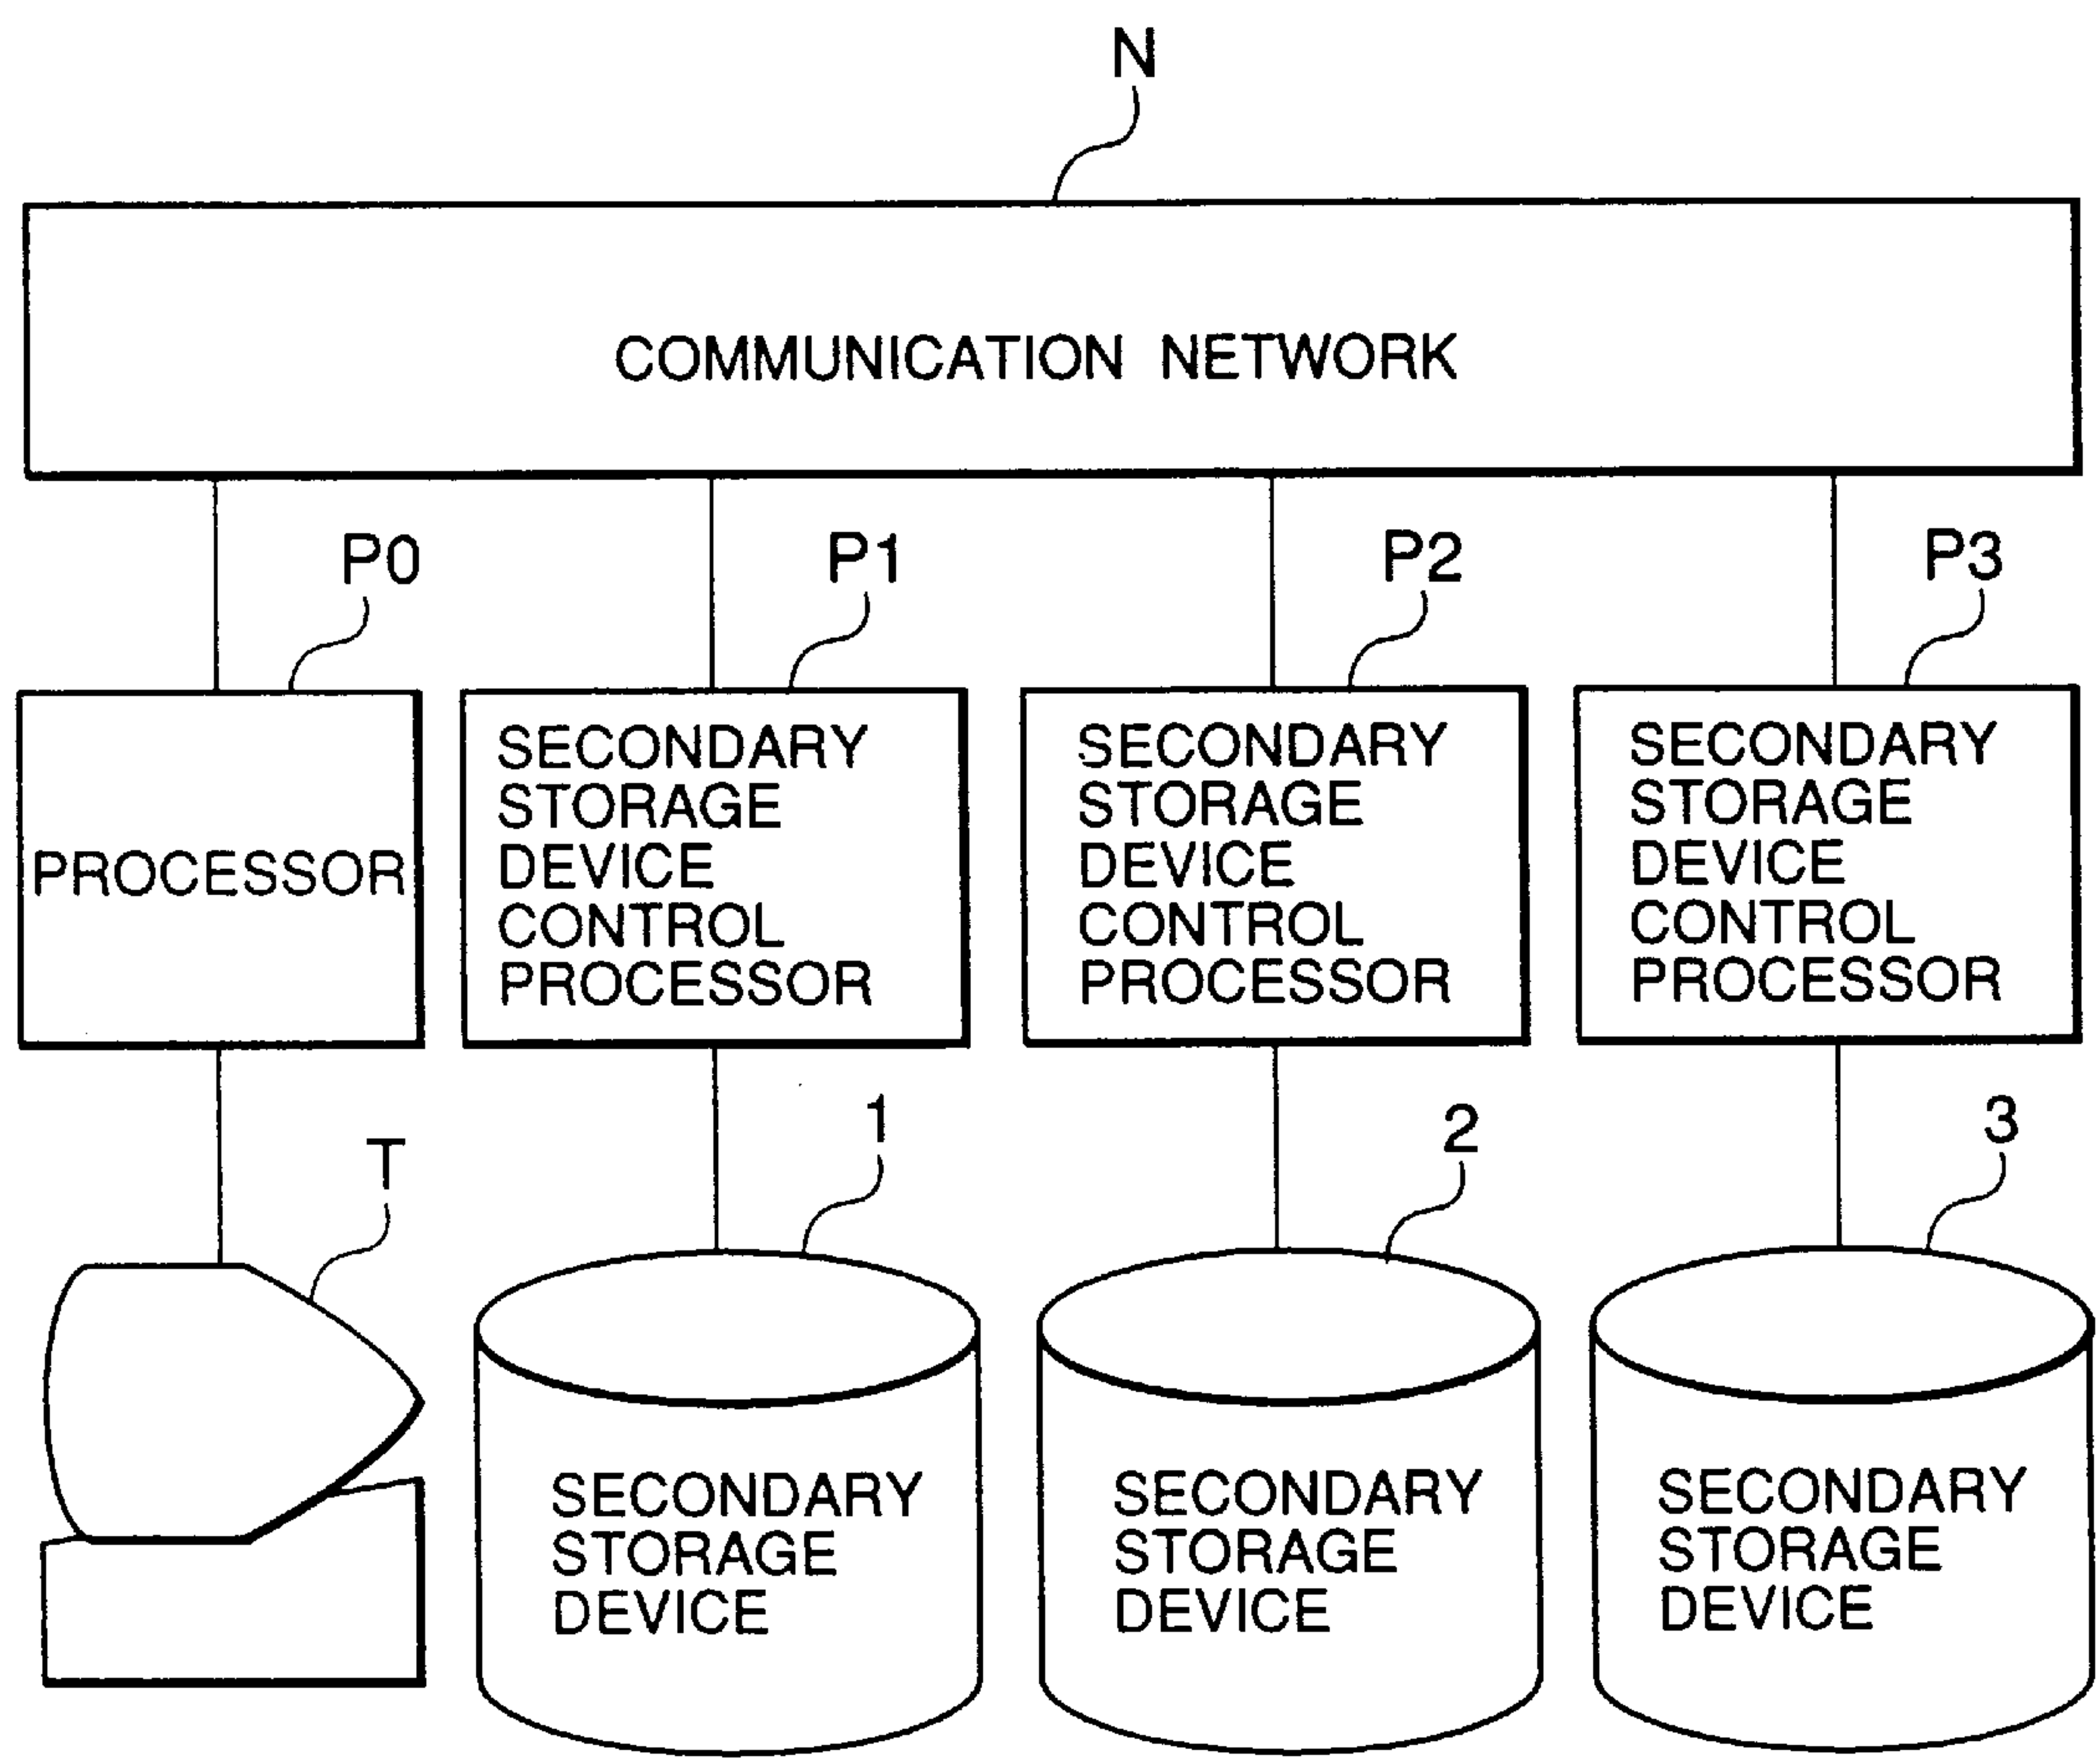 N
COMMUNICATION NETWORK
P0
P1
P2
P3
PROCESSOR
SECONDARY
STORAGE
DEVICE
CONTROL
PROCESSOR
SECONDARY
STORAGE
DEVICE
CONTROL
PROCESSOR
SECONDARY
STORAGE
DEVICE
CONTROL
PROCESSOR
T
1
2
3
SECONDARY
STORAGE
DEVICE
SECONDARY
STORAGE
DEVICE
SECONDARY
STORAGE
DEVICE